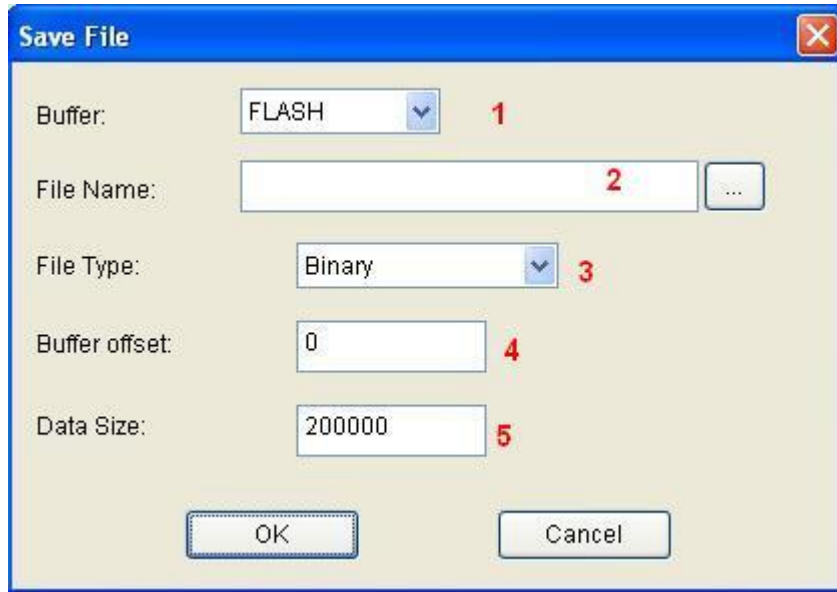 Save File
Buffer: FLASH 1
File Name: 2 ...
File Type: Binary 3
Buffer offset: 0 4
Data Size: 200000 5
OK Cancel